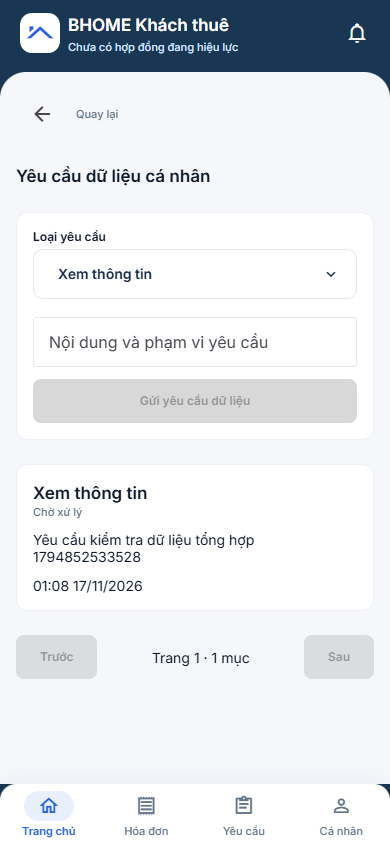 BHOME Khách thuê
Chưa có hợp đồng đang hiệu lực
Quay lại
Yêu cầu dữ liệu cá nhân
Loại yêu cầu
Xem thông tin
Nội dung và phạm vi yêu cầu
Gửi yêu cầu dữ liệu
Xem thông tin
Chờ xử lý
Yêu cầu kiểm tra dữ liệu tổng hợp
1794852533528
01:08 17/11/2026
Trước
Trang 1 · 1 mục
Sau
Trang chủ
Hóa đơn
Yêu cầu
Cá nhân